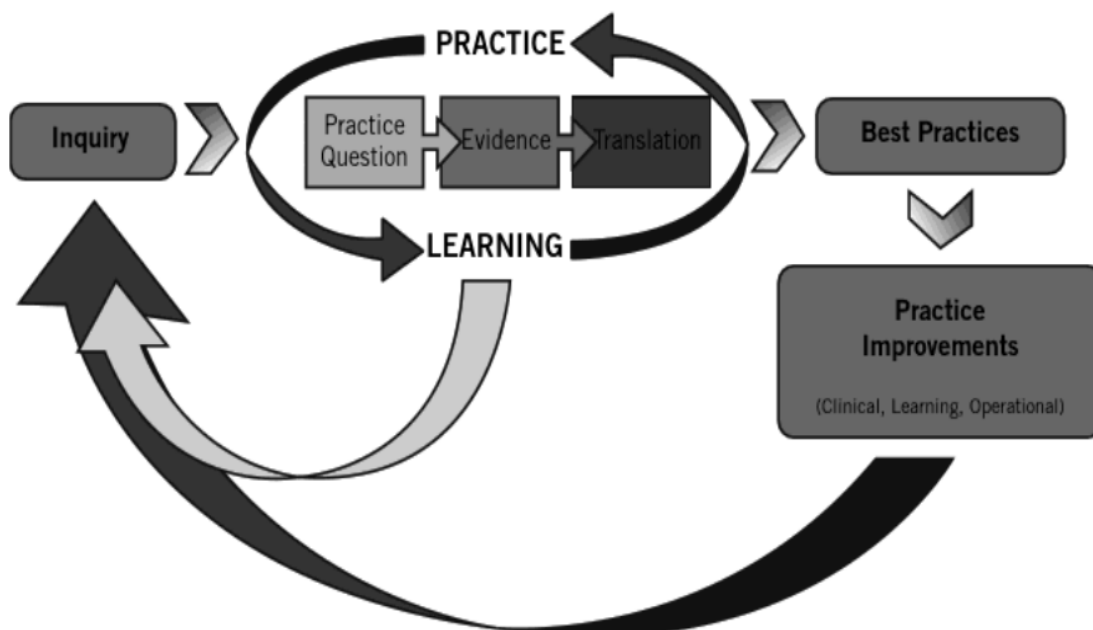 PRACTICE
Inquiry
Practice
Question
Evidence
Translation
LEARNING
Best Practices
Practice
Improvements
(Clinical, Learning, Operational)